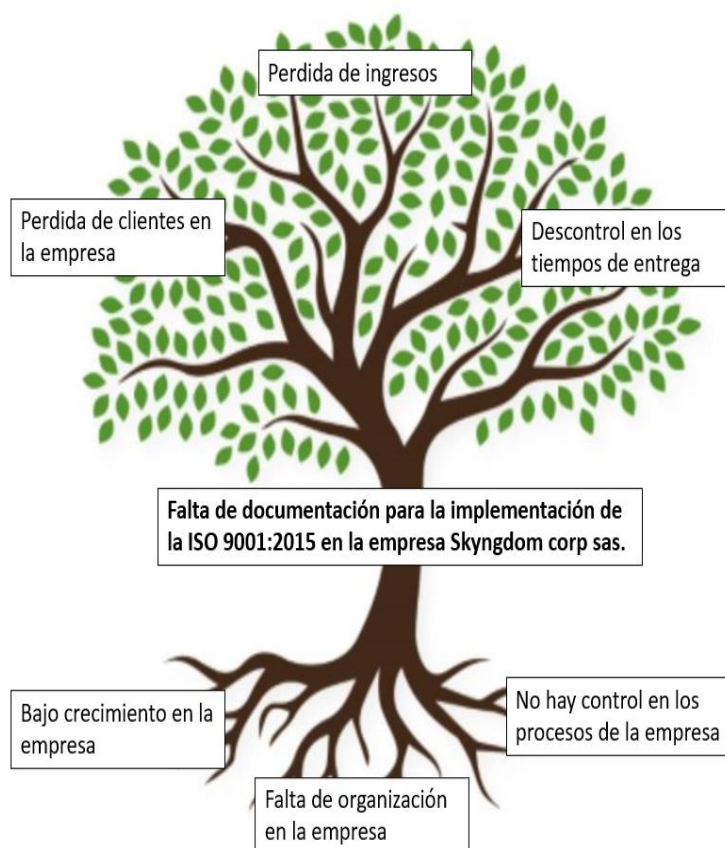 Perdida de ingresos
Perdida de clientes en
la empresa
Descontrol en los
tiempos de entrega
Falta de documentación para la implementación de
la ISO 9001:2015 en la empresa Skyngdom corp sas.
Bajo crecimiento en la
empresa
No hay control en los
procesos de la empresa
Falta de organización
en la empresa